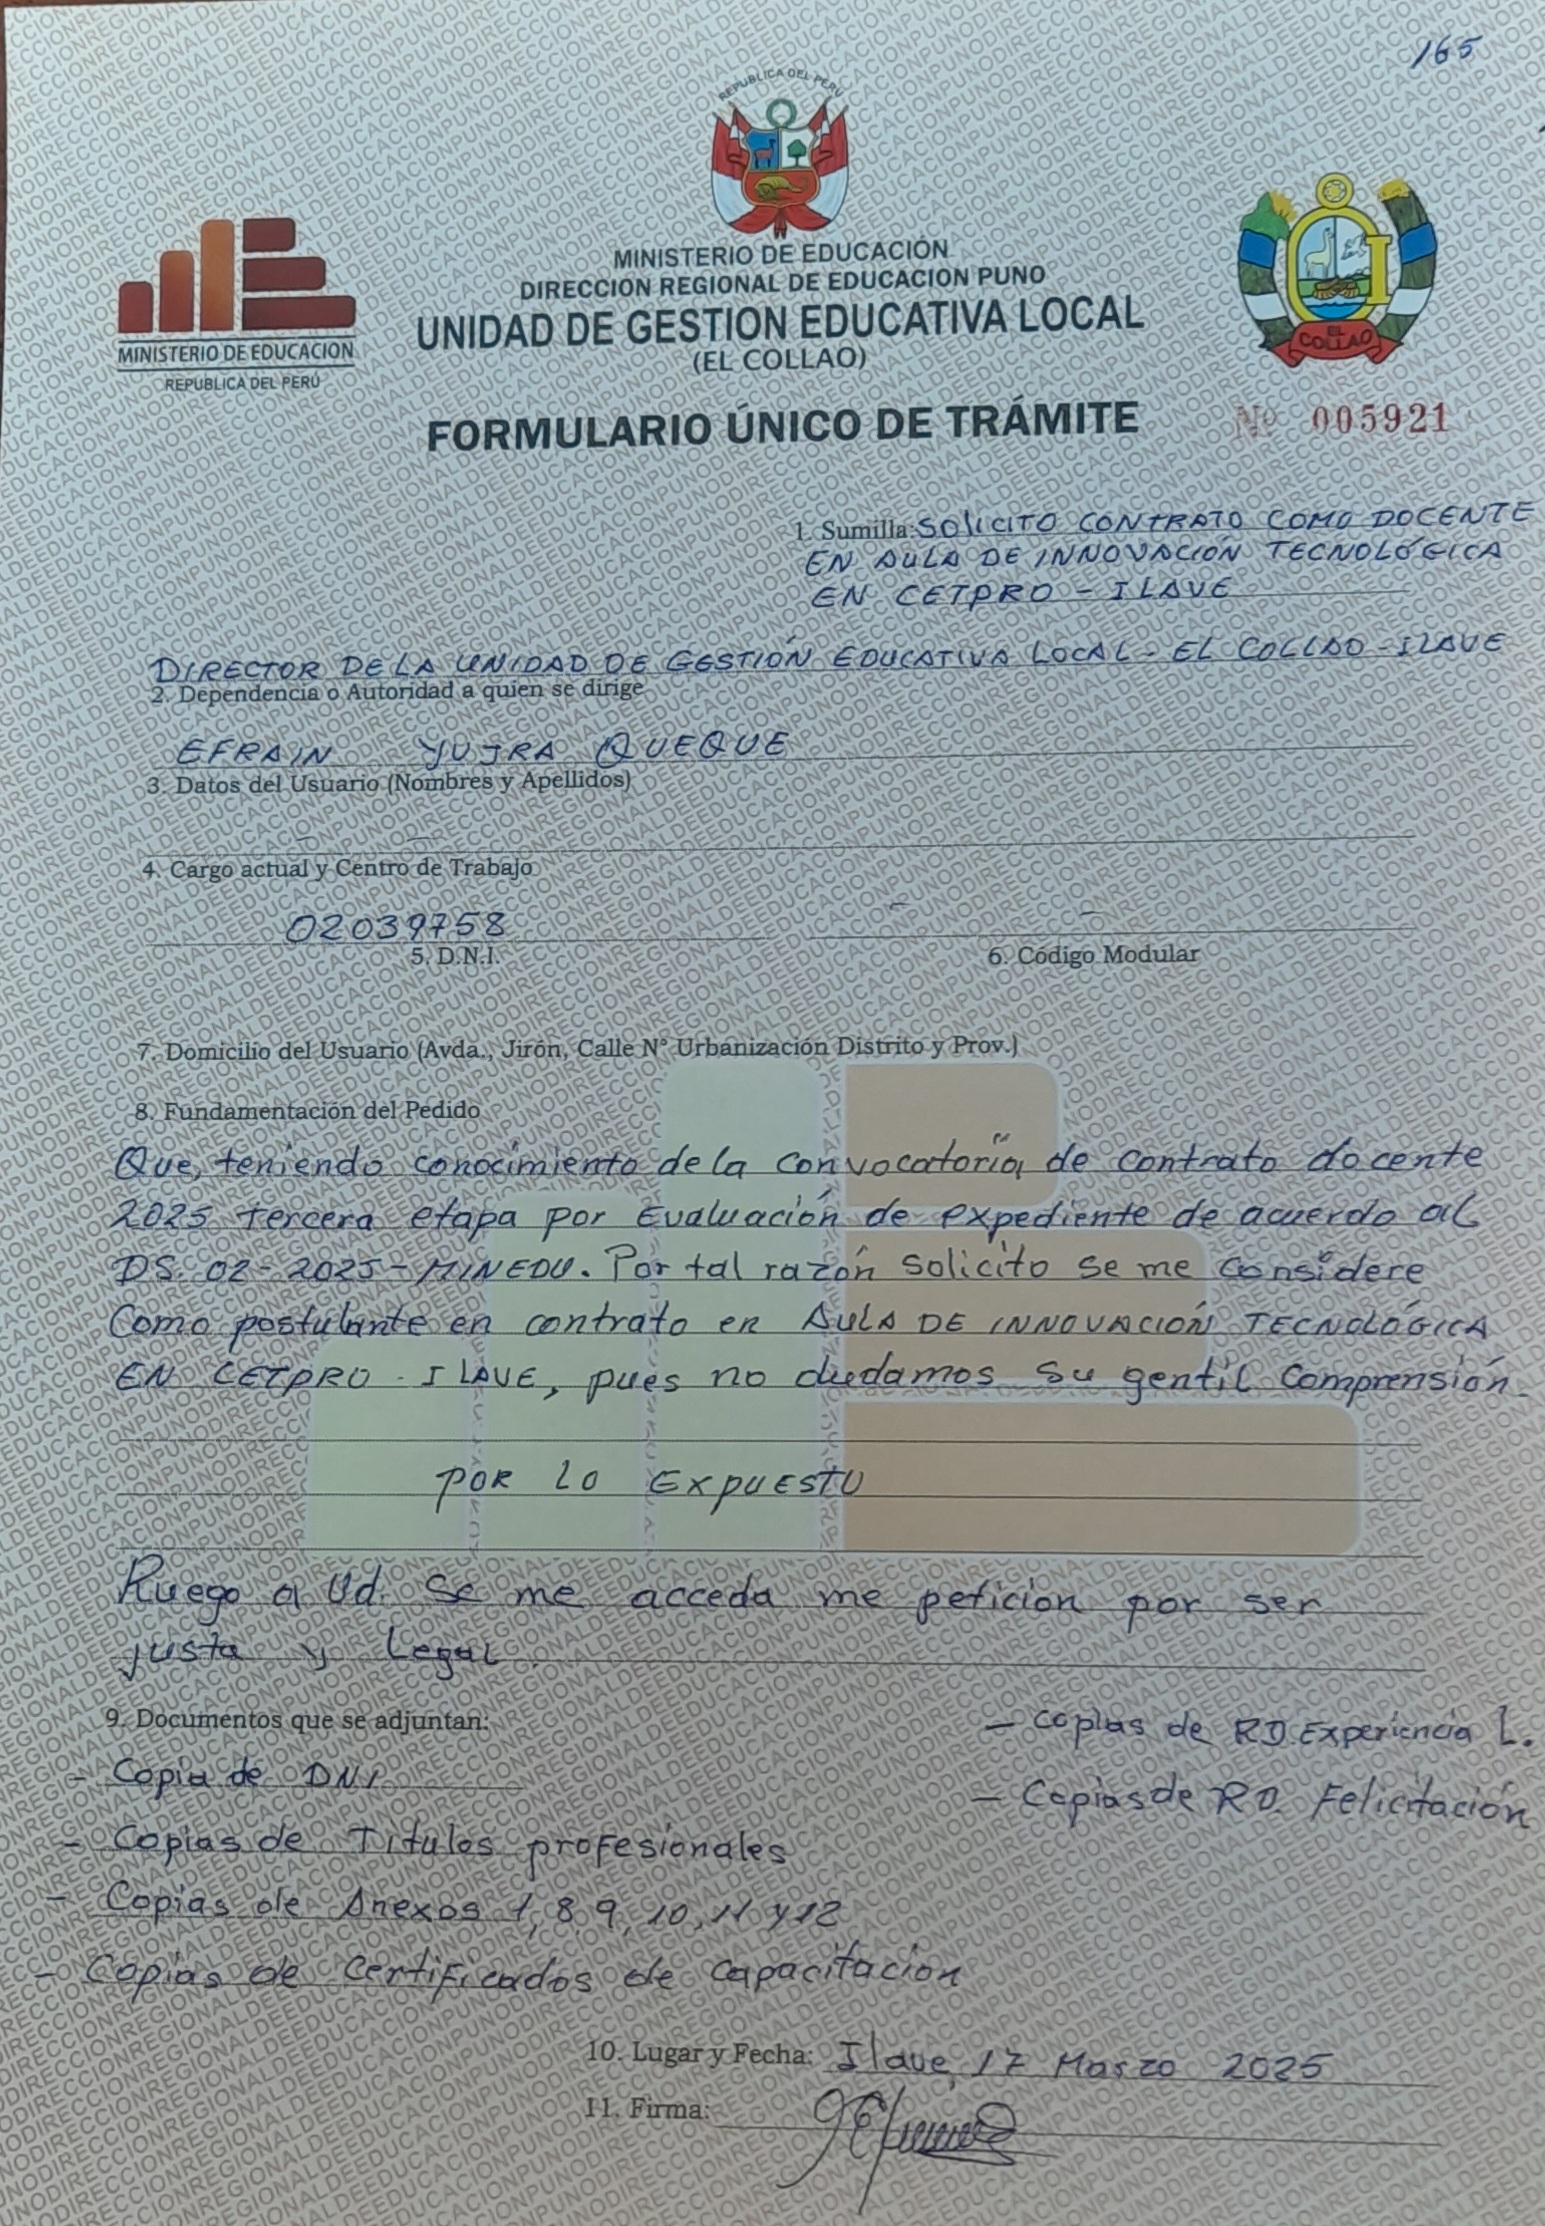 165
REPUBLICA DEL PERÚ
MINISTERIO DE EDUCACIÓN
DIRECCION REGIONAL DE EDUCACION PUNO
UNIDAD DE GESTION EDUCATIVA LOCAL
(EL COLLAO)
MINISTERIO DE EDUCACION
REPUBLICA DEL PERÚ
EL COLLAO
FORMULARIO ÚNICO DE TRÁMITE
Nº 005921
1. Sumilla: SOLICITO CONTRATO COMO DOCENTE
EN AULA DE INNOVACIÓN TECNOLÓGICA
EN CETPRO - ILAVE
DIRECTOR DE LA UNIDAD DE GESTIÓN EDUCATIVA LOCAL - EL COLLAO - ILAVE
2. Dependencia o Autoridad a quien se dirige
EFRAIN YUJRA QUEQUE
3. Datos del Usuario (Nombres y Apellidos)
— —
4. Cargo actual y Centro de Trabajo
02039758 — —
5. D.N.I. 6. Código Modular
7. Domicilio del Usuario (Avda., Jirón, Calle N° Urbanización Distrito y Prov.)
8. Fundamentación del Pedido
Que, teniendo conocimiento de la convocatoria de contrato docente
2025 tercera etapa por Evaluación de expediente de acuerdo al
DS. 02-2025-MINEDU. Por tal razón solicito se me considere
Como postulante en contrato en AULA DE INNOVACIÓN TECNOLÓGICA
EN CETPRO - ILAVE, pues no dudamos su gentil comprensión.
POR LO EXPUESTO
Ruego a Ud. se me acceda me peticion por ser
justa y Legal.
9. Documentos que se adjuntan:
- Copia de DNI
- Copias de Titulos profesionales
- Copias de Anexos 1, 8, 9, 10, 11 y 12
- Copias de Certificados de capacitacion
- Copias de RD. Experiencia L.
- Copias de RD. Felicitación
10. Lugar y Fecha: Ilave, 17 Marzo 2025
11. Firma: